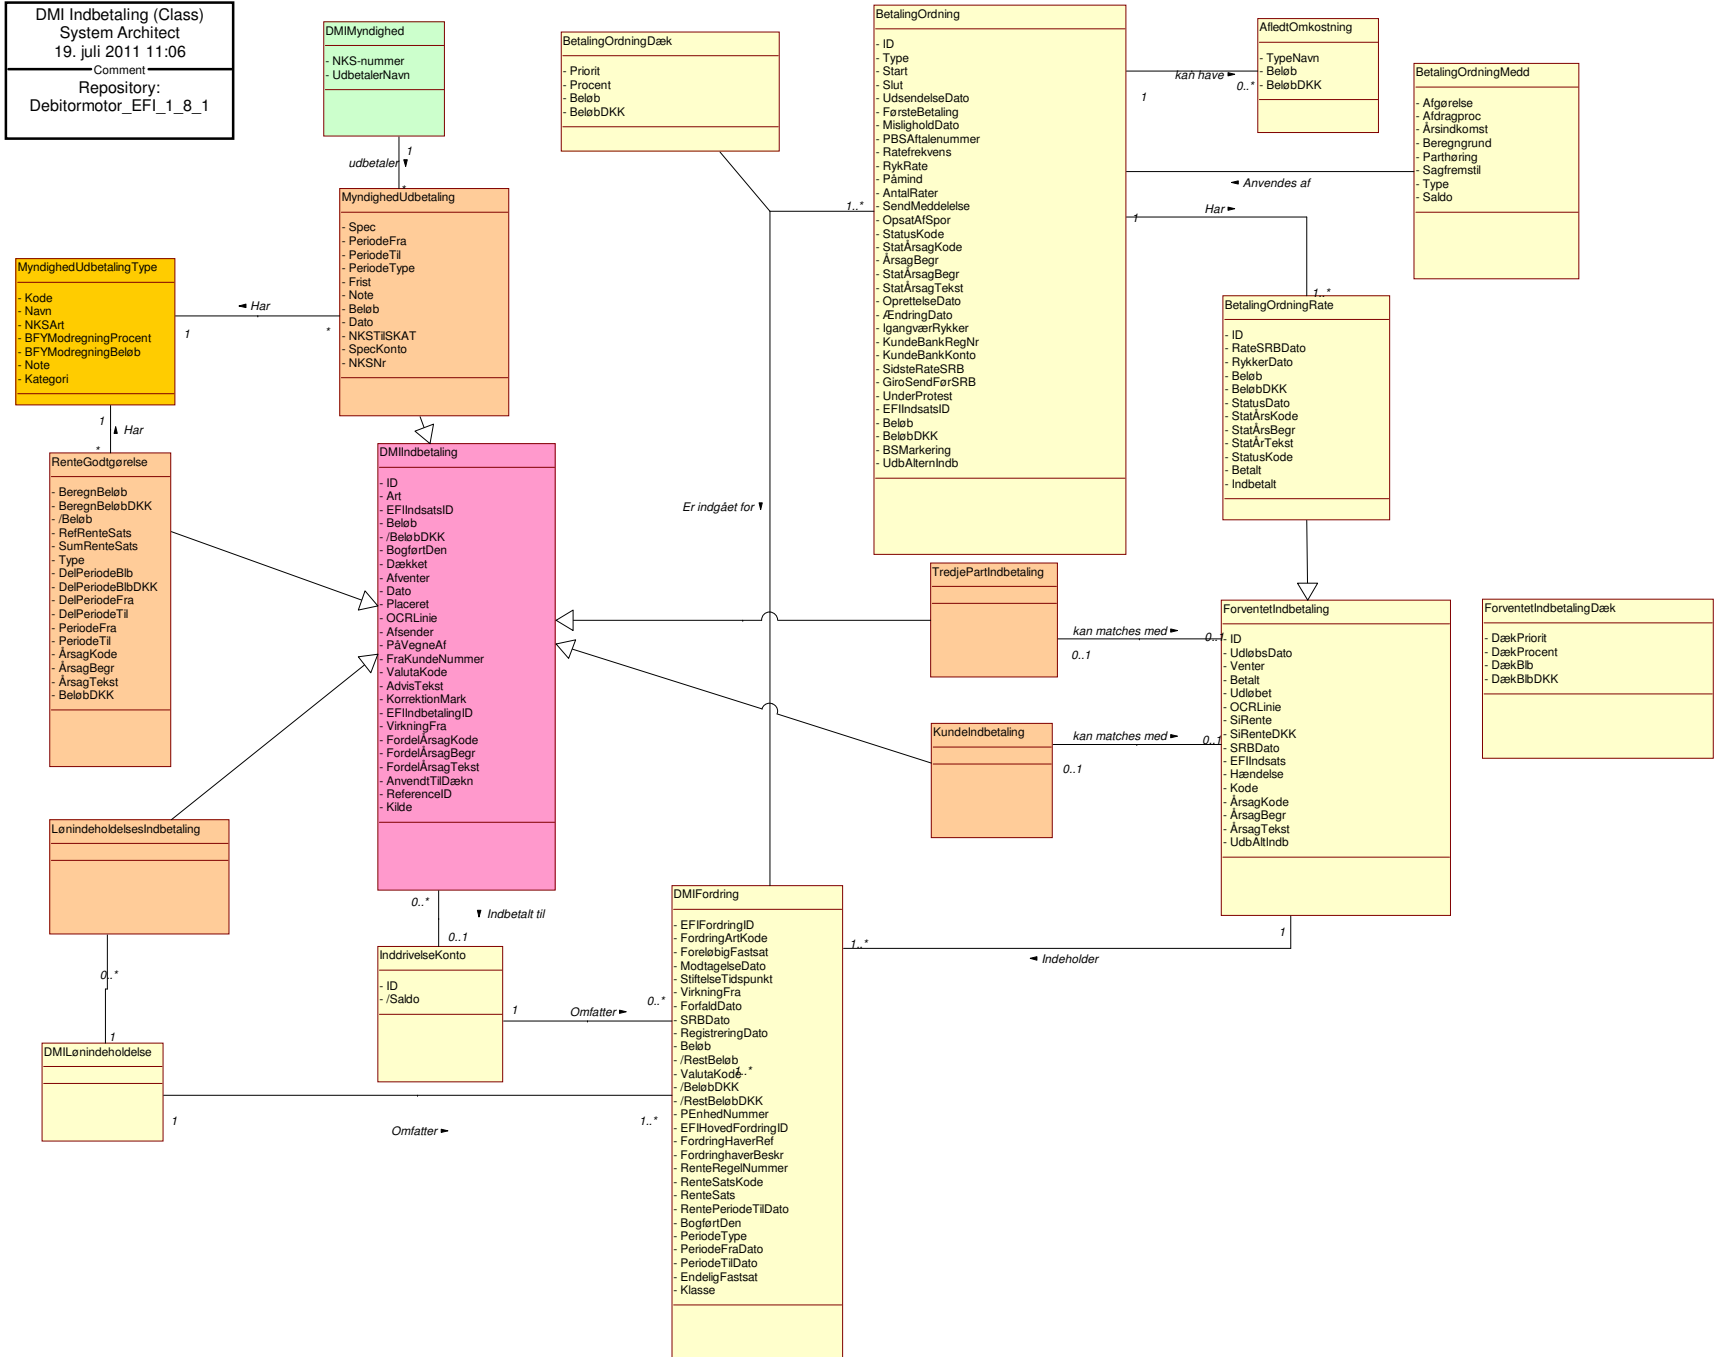 DMI Indbetaling (Class)
System Architect
19. juli 2011 11:06
Comment
Repository:
Debitormotor_EFI_1_8_1
DMIMyndighed
- NKS-nummer
- UdbetalerNavn
1
udbetaler
*
MyndighedUdbetaling
- Spec
- PeriodeFra
- PeriodeTil
- PeriodeType
- Frist
- Note
- Beløb
- Dato
- NKSTilSKAT
- SpecKonto
- NKSNr
MyndighedUdbetalingType
- Kode
- Navn
- NKSArt
- BFYModregningProcent
- BFYModregningBeløb
- Note
- Kategori
◄ Har
1
*
1
▲ Har
*
RenteGodtgørelse
- BeregnBeløb
- BeregnBeløbDKK
- /Beløb
- RefRenteSats
- SumRenteSats
- Type
- DelPeriodeBlb
- DelPeriodeBlbDKK
- DelPeriodeFra
- DelPeriodeTil
- PeriodeFra
- PeriodeTil
- ÅrsagKode
- ÅrsagBegr
- ÅrsagTekst
- BeløbDKK
LønindeholdelsesIndbetaling
0..*
1
DMILønindeholdelse
1
Omfatter ►
1..*
DMIIndbetaling
- ID
- Art
- EFIIndsatsID
- Beløb
- /BeløbDKK
- BogførtDen
- Dækket
- Afventer
- Dato
- Placeret
- OCRLinie
- Afsender
- PåVegneAf
- FraKundeNummer
- ValutaKode
- AdvisTekst
- KorrektionMark
- EFIIndbetalingID
- VirkningFra
- FordelÅrsagKode
- FordelÅrsagBegr
- FordelÅrsagTekst
- AnvendtTilDækn
- ReferenceID
- Kilde
0..*
▼ Indbetalt til
0..1
InddrivelseKonto
- ID
- /Saldo
1
Omfatter ►
0..*
BetalingOrdningDæk
- Priorit
- Procent
- Beløb
- BeløbDKK
1..*
Er indgået for ▼
BetalingOrdning
- ID
- Type
- Start
- Slut
- UdsendelseDato
- FørsteBetaling
- MisligholdDato
- PBSAftalenummer
- Ratefrekvens
- RykRate
- Påmind
- AntalRater
- SendMeddelelse
- OpsatAfSpor
- StatusKode
- StatÅrsagKode
- ÅrsagBegr
- StatÅrsagBegr
- StatÅrsagTekst
- OprettelseDato
- ÆndringDato
- IgangværRykker
- KundeBankRegNr
- KundeBankKonto
- SidsteRateSRB
- GiroSendFørSRB
- UnderProtest
- EFIIndsatsID
- Beløb
- BeløbDKK
- BSMarkering
- UdbAlternIndb
kan have ►
1
0..*
AfledtOmkostning
- TypeNavn
- Beløb
- BeløbDKK
BetalingOrdningMedd
- Afgørelse
- Afdragproc
- Årsindkomst
- Beregngrund
- Parthøring
- Sagfremstil
- Type
- Saldo
◄ Anvendes af
Har ►
1
1..*
BetalingOrdningRate
- ID
- RateSRBDato
- RykkerDato
- Beløb
- BeløbDKK
- StatusDato
- StatÅrsKode
- StatÅrsBegr
- StatÅrTekst
- StatusKode
- Betalt
- Indbetalt
TredjePartIndbetaling
kan matches med ►
0..1
0..1
KundeIndbetaling
kan matches med ►
0..1
0..1
ForventetIndbetaling
- ID
- UdløbsDato
- Venter
- Betalt
- Udløbet
- OCRLinie
- SiRente
- SiRenteDKK
- SRBDato
- EFIIndsats
- Hændelse
- Kode
- ÅrsagKode
- ÅrsagBegr
- ÅrsagTekst
- UdbAltIndb
ForventetIndbetalingDæk
- DækPriorit
- DækProcent
- DækBlb
- DækBlbDKK
1
◄ Indeholder
1..*
DMIFordring
- EFIFordringID
- FordringArtKode
- ForeløbigFastsat
- ModtagelseDato
- StiftelseTidspunkt
- VirkningFra
- ForfaldDato
- SRBDato
- RegistreringDato
- Beløb
- /RestBeløb
- ValutaKode
1..*
- /BeløbDKK
- /RestBeløbDKK
- PEnhedNummer
- EFIHovedFordringID
- FordringHaverRef
- FordringhaverBeskr
- RenteRegelNummer
- RenteSatsKode
- RenteSats
- RentePeriodeTilDato
- BogførtDen
- PeriodeType
- PeriodeFraDato
- PeriodeTilDato
- EndeligFastsat
- Klasse